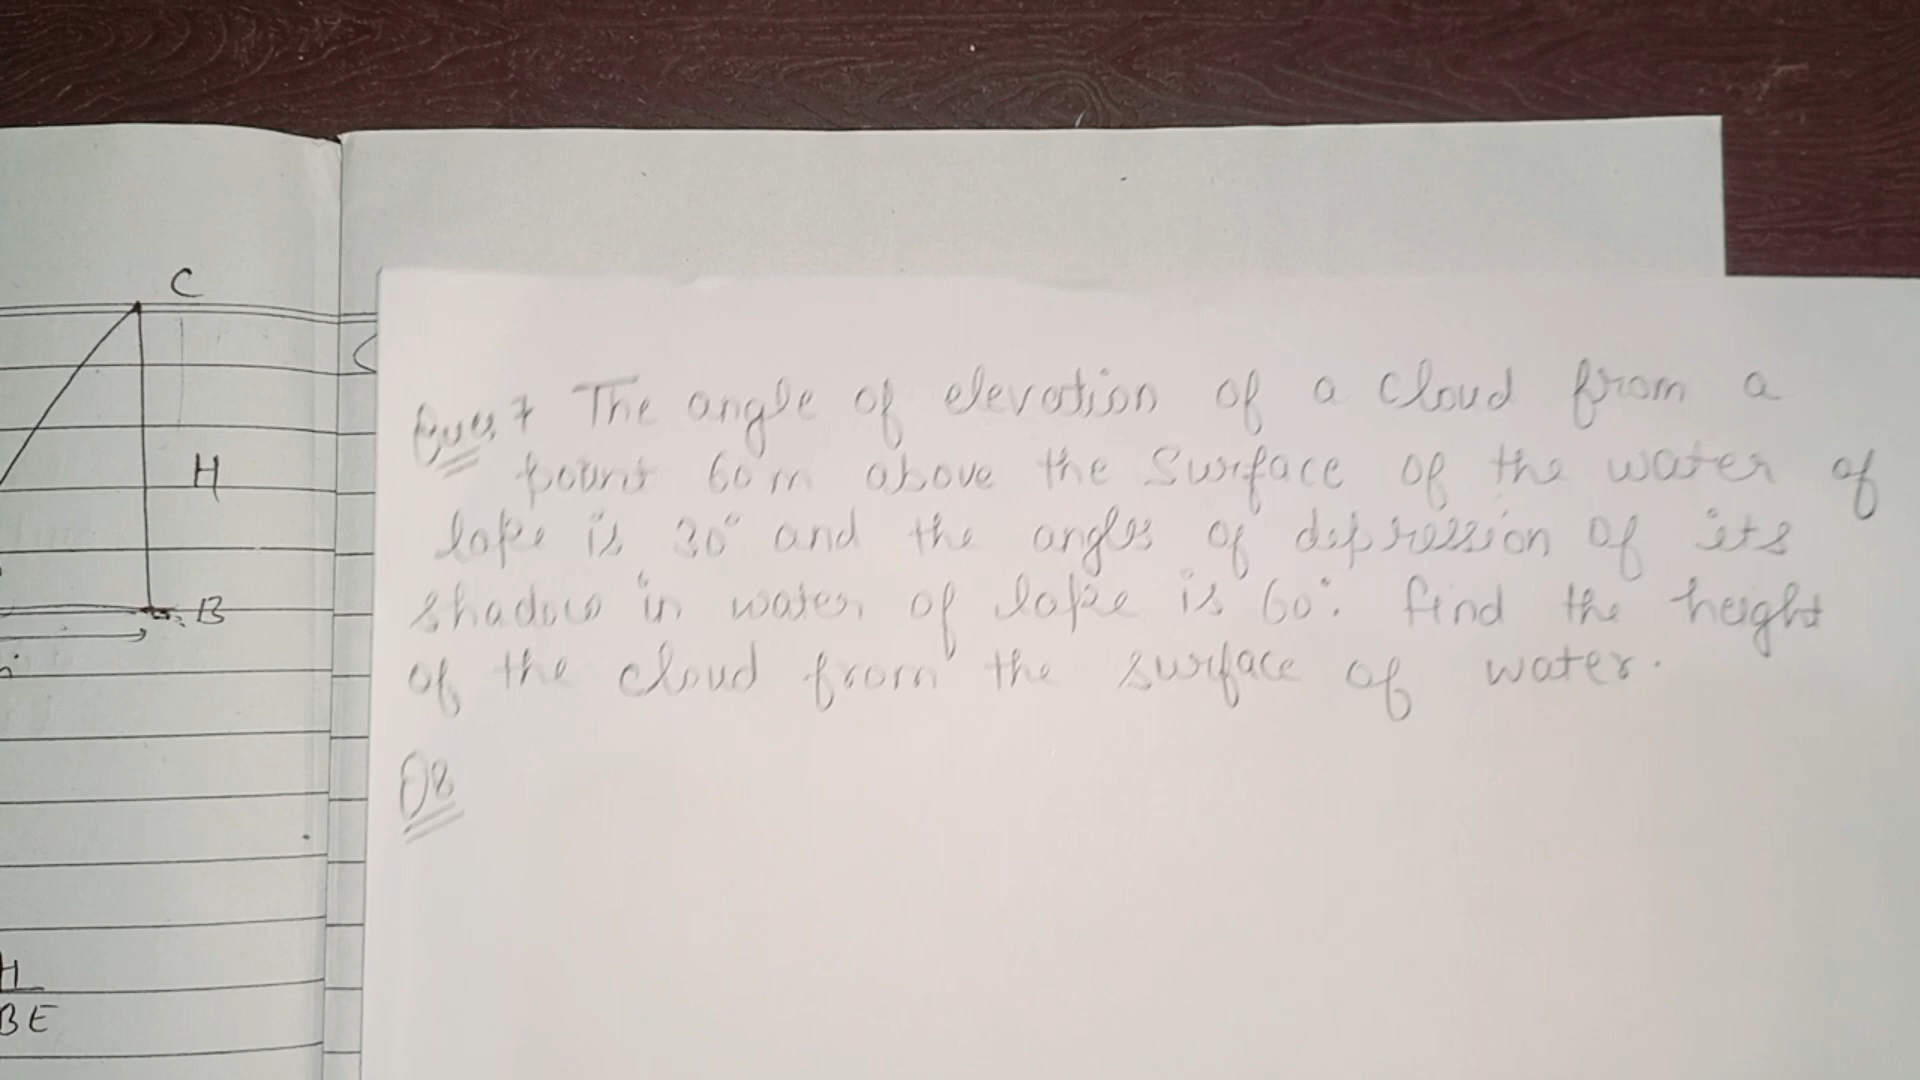 C
H
B
H
BE
Ques 7 The angle of elevation of a cloud from a
point 60 m above the surface of the water of
lake is 30° and the angles of depression of its
shadow in water of lake is 60°. find the height
of the cloud from the surface of water.
Q8